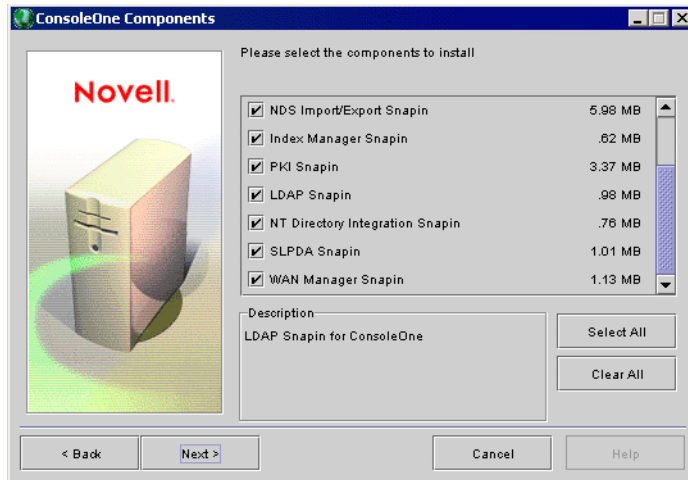 ConsoleOne Components
Novell.
Please select the components to install
NDS Import/Export Snapin 5.98 MB
Index Manager Snapin .62 MB
PKI Snapin 3.37 MB
LDAP Snapin .98 MB
NT Directory Integration Snapin .76 MB
SLPDA Snapin 1.01 MB
WAN Manager Snapin 1.13 MB
Description
LDAP Snapin for ConsoleOne
Select All
Clear All
< Back
Next >
Cancel
Help